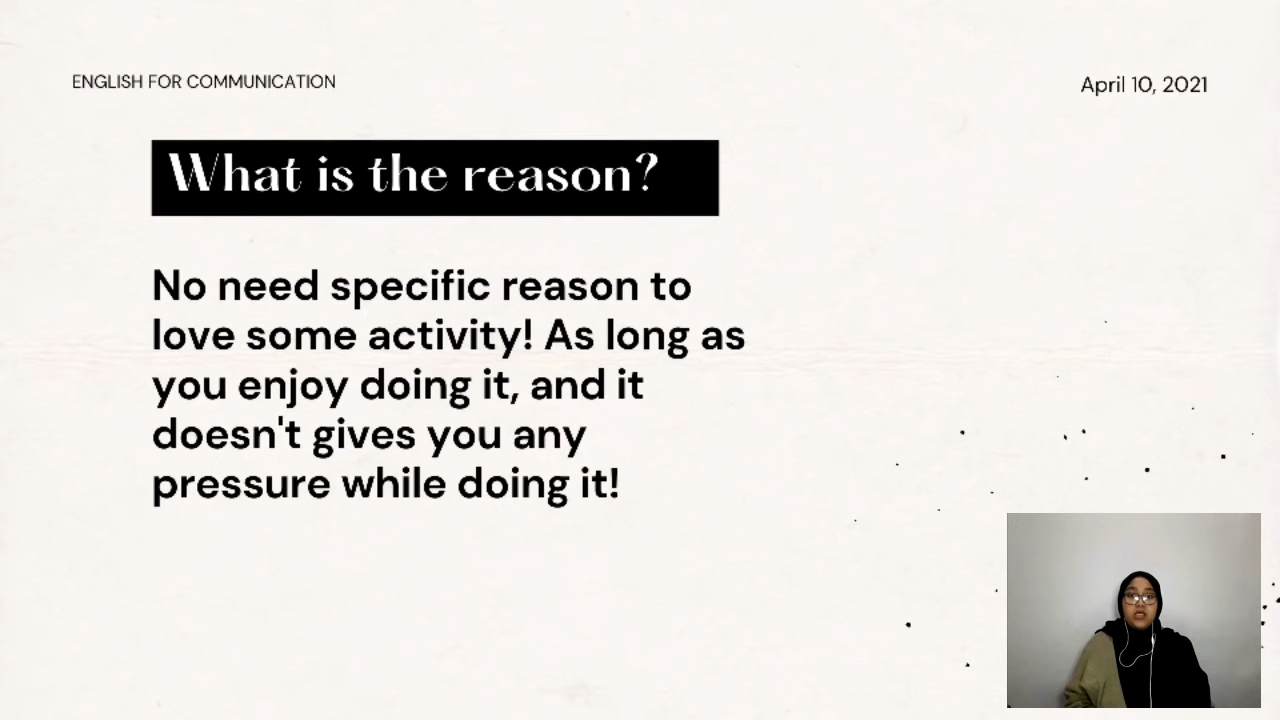 ENGLISH FOR COMMUNICATION
April 10, 2021
What is the reason?
No need specific reason to
love some activity! As long as
you enjoy doing it, and it
doesn't gives you any
pressure while doing it!